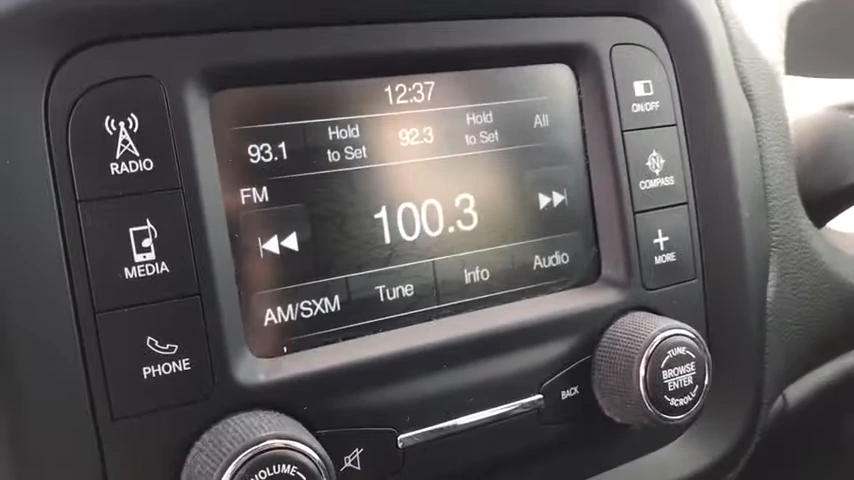 12:37
93.1 Hold to Set 92.3 Hold to Set All
FM
100.3
AM/SXM Tune Info Audio
RADIO
MEDIA
PHONE
ON/OFF
N
COMPASS
MORE
BACK
TUNE
BROWSE
ENTER
SCROLL
VOLUME